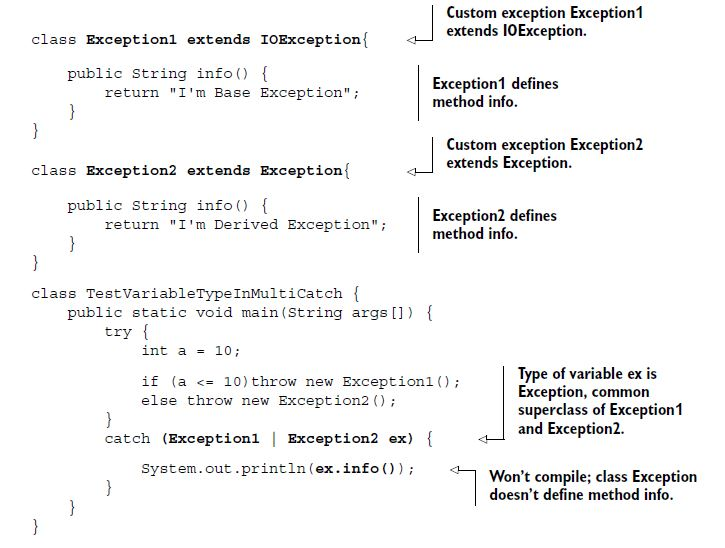 Custom exception Exception1
extends IOException.
class Exception1 extends IOException{
public String info() {
return "I'm Base Exception";
}
}
Exception1 defines
method info.
Custom exception Exception2
extends Exception.
class Exception2 extends Exception{
public String info() {
return "I'm Derived Exception";
}
}
Exception2 defines
method info.
class TestVariableTypeInMultiCatch {
public static void main(String args[]) {
try {
int a = 10;
if (a <= 10)throw new Exception1();
else throw new Exception2();
}
catch (Exception1 | Exception2 ex) {
Type of variable ex is
Exception, common
superclass of Exception1
and Exception2.
System.out.println(ex.info());
Won't compile; class Exception
doesn't define method info.
}
}
}